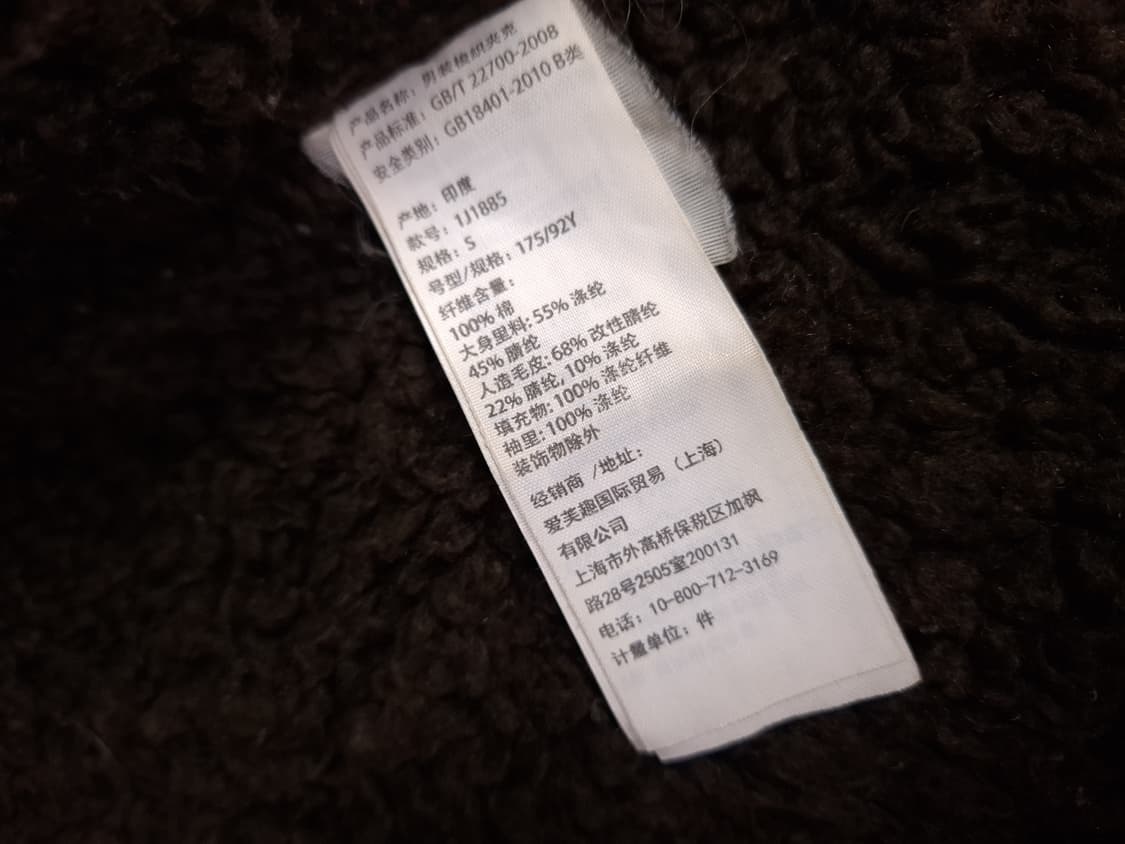 产品名称：男装梭织夹克
产品标准：GB/T 22700-2008
安全类别：GB18401-2010 B类
产地：印度
款号：1J1885
规格：S
号型/规格：175/92Y
纤维含量：
100% 棉
大身里料：55% 涤纶
45% 腈纶
人造毛皮：68% 改性腈纶
22% 腈纶, 10% 涤纶
填充物：100% 涤纶纤维
袖里：100% 涤纶
装饰物除外
经销商 /地址：
爱芙趣国际贸易（上海）
有限公司
上海市外高桥保税区加枫
路28号2505室200131
电话：10-800-712-3169
计量单位：件